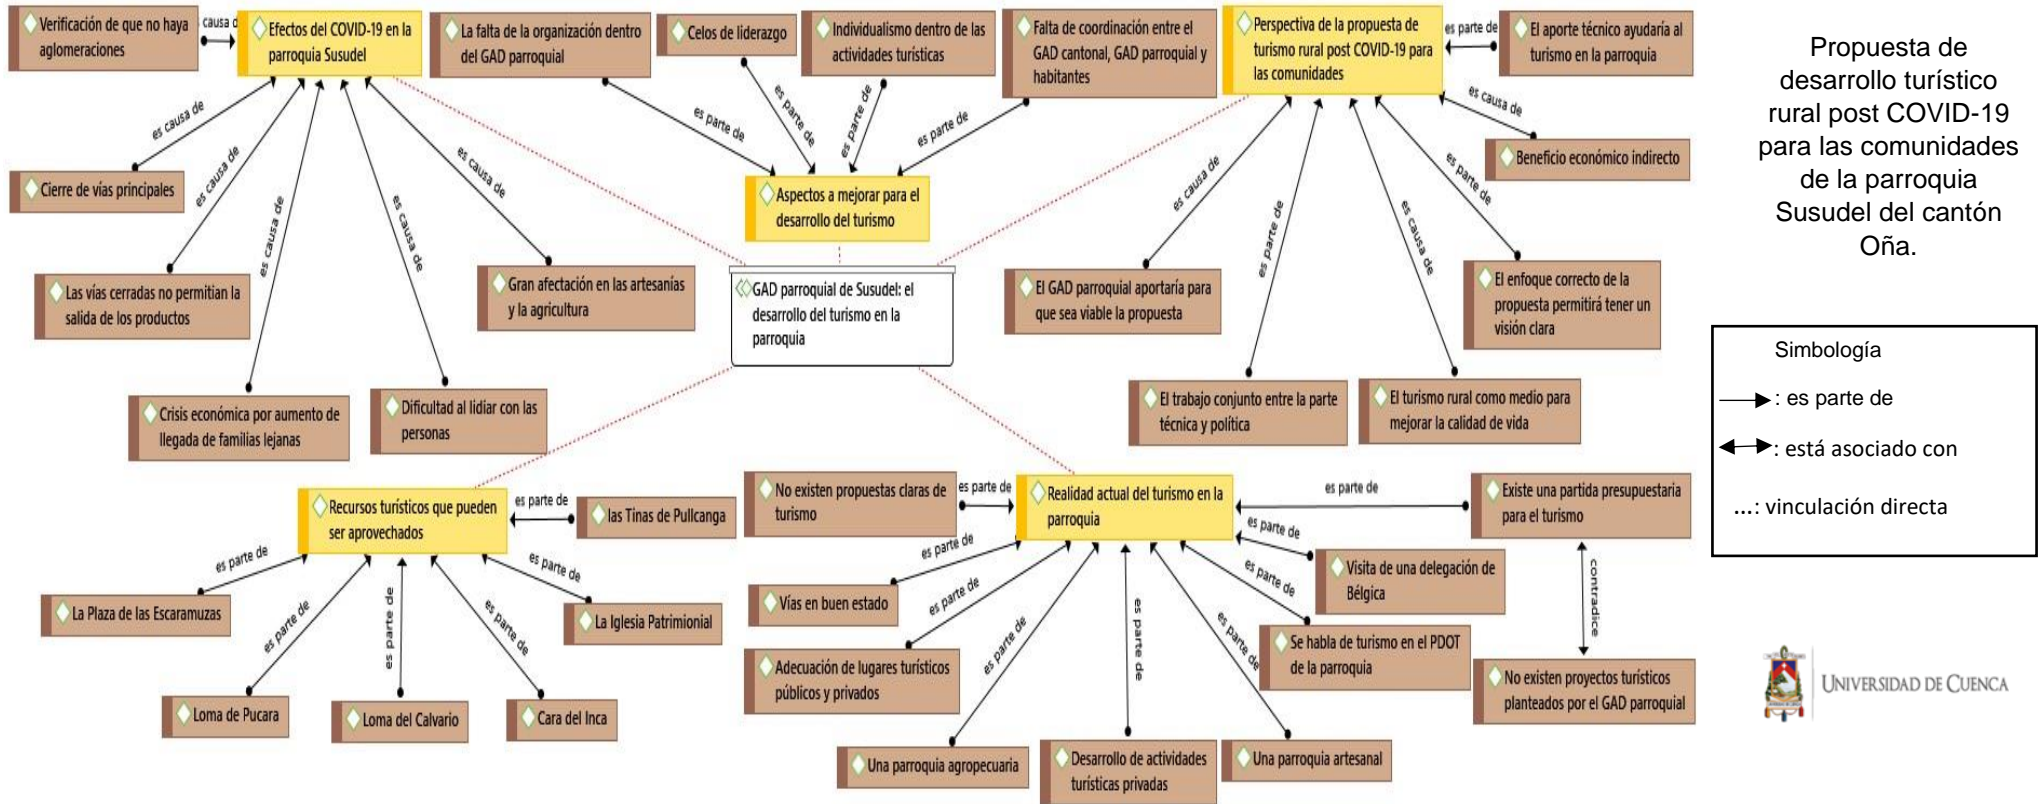 Verificación de que no haya
aglomeraciones
causa d
Efectos del COVID-19 en la
parroquia Susudel
La falta de la organización dentro
del GAD parroquial
Celos de liderazgo
Individualismo dentro de las
actividades turísticas
Falta de coordinación entre el
GAD cantonal, GAD parroquial y
habitantes
Perspectiva de la propuesta de
turismo rural post COVID-19 para
las comunidades
es parte de
El aporte técnico ayudaría al
turismo en la parroquia
Propuesta de
desarrollo turístico
rural post COVID-19
para las comunidades
de la parroquia
Susudel del cantón
Oña.
es causa de
es causa de
es causa de
es causa de
es causa de
es parte de
es parte de
es parte de
es parte de
es causa de
es parte de
es causa de
es parte de
es causa de
Cierre de vías principales
Aspectos a mejorar para el
desarrollo del turismo
Beneficio económico indirecto
Las vías cerradas no permitian la
salida de los productos
Gran afectación en las artesanías
y la agricultura
GAD parroquial de Susudel: el
desarrollo del turismo en la
parroquia
El GAD parroquial aportaría para
que sea viable la propuesta
El enfoque correcto de la
propuesta permitirá tener un
visión clara
Crisis económica por aumento de
llegada de familias lejanas
Dificultad al lidiar con las
personas
El trabajo conjunto entre la parte
técnica y política
El turismo rural como medio para
mejorar la calidad de vida
Simbología
: es parte de
: está asociado con
...: vinculación directa
Recursos turísticos que pueden
ser aprovechados
es parte de
las Tinas de Pullcanga
es parte de
es parte de
es parte de
es parte de
es parte de
La Plaza de las Escaramuzas
La Iglesia Patrimionial
Loma de Pucara
Loma del Calvario
Cara del Inca
No existen propuestas claras de
turismo
es parte de
Realidad actual del turismo en la
parroquia
es parte de
Existe una partida presupuestaria
para el turismo
es parte de
es parte de
es parte de
es parte de
es parte de
es parte de
es parte de
contradice
Vías en buen estado
Visita de una delegación de
Bélgica
Adecuación de lugares turísticos
públicos y privados
Se habla de turismo en el PDOT
de la parroquia
No existen proyectos turísticos
planteados por el GAD parroquial
Una parroquia agropecuaria
Desarrollo de actividades
turísticas privadas
Una parroquia artesanal
UNIVERSIDAD DE CUENCA